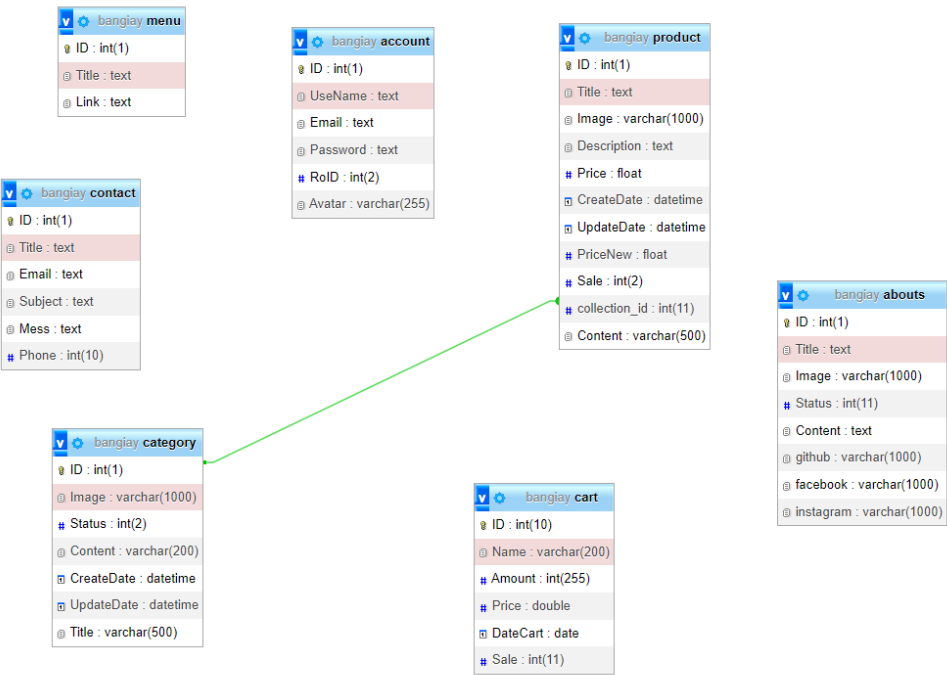 bangiay menu
ID : int(1)
Title : text
Link : text
bangiay account
ID : int(1)
UseName : text
Email : text
Password : text
RoID : int(2)
Avatar : varchar(255)
bangiay product
ID : int(1)
Title : text
Image : varchar(1000)
Description : text
Price : float
CreateDate : datetime
UpdateDate : datetime
PriceNew : float
Sale : int(2)
collection_id : int(11)
Content : varchar(500)
bangiay contact
ID : int(1)
Title : text
Email : text
Subject : text
Mess : text
Phone : int(10)
bangiay abouts
ID : int(1)
Title : text
Image : varchar(1000)
Status : int(11)
Content : text
github : varchar(1000)
facebook : varchar(1000)
instagram : varchar(1000)
bangiay category
ID : int(1)
Image : varchar(1000)
Status : int(2)
Content : varchar(200)
CreateDate : datetime
UpdateDate : datetime
Title : varchar(500)
bangiay cart
ID : int(10)
Name : varchar(200)
Amount : int(255)
Price : double
DateCart : date
Sale : int(11)